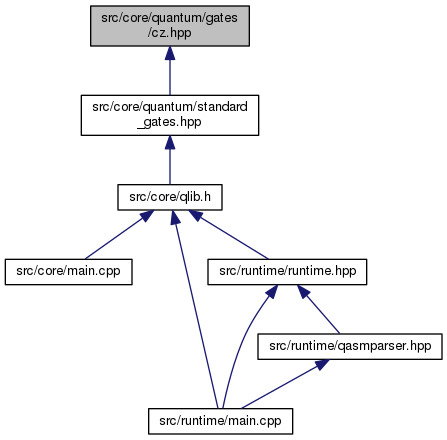 src/core/quantum/gates
/cz.hpp
src/core/quantum/standard
_gates.hpp
src/core/qlib.h
src/core/main.cpp
src/runtime/runtime.hpp
src/runtime/qasmparser.hpp
src/runtime/main.cpp